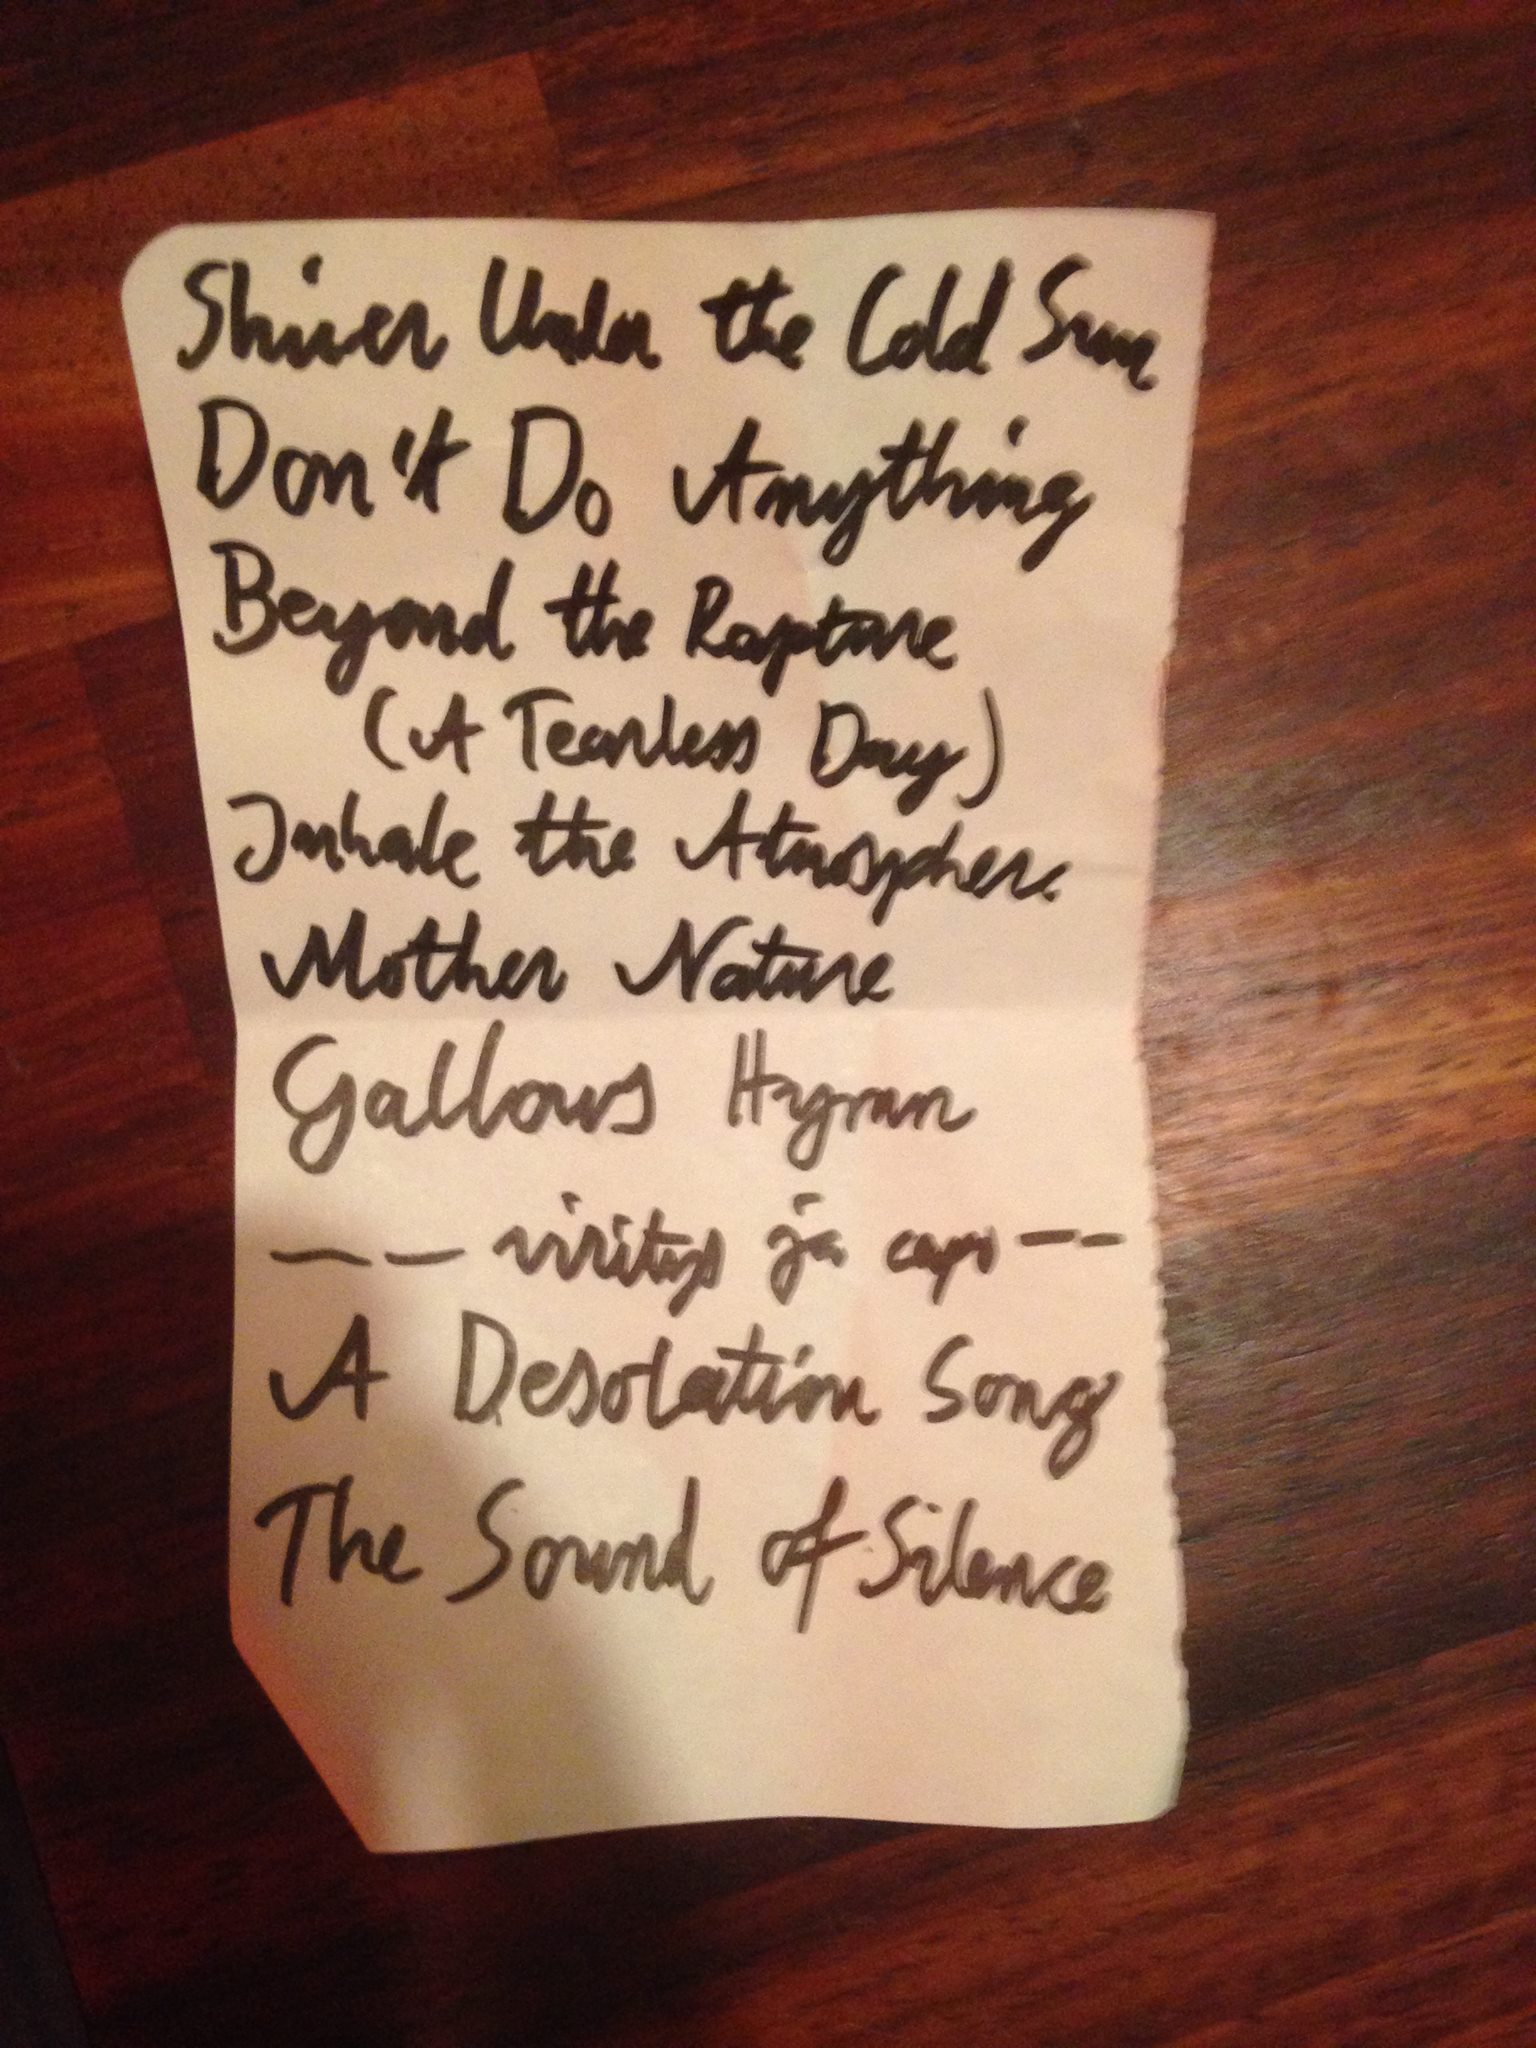 Shiver Under the Cold Sun
Don't Do Anything
Beyond the Rapture
(A Tearless Day)
Inhale the Atmosphere
Mother Nature
Gallows Hymn
-- viritys ja capo --
A Desolation Song
The Sound of Silence